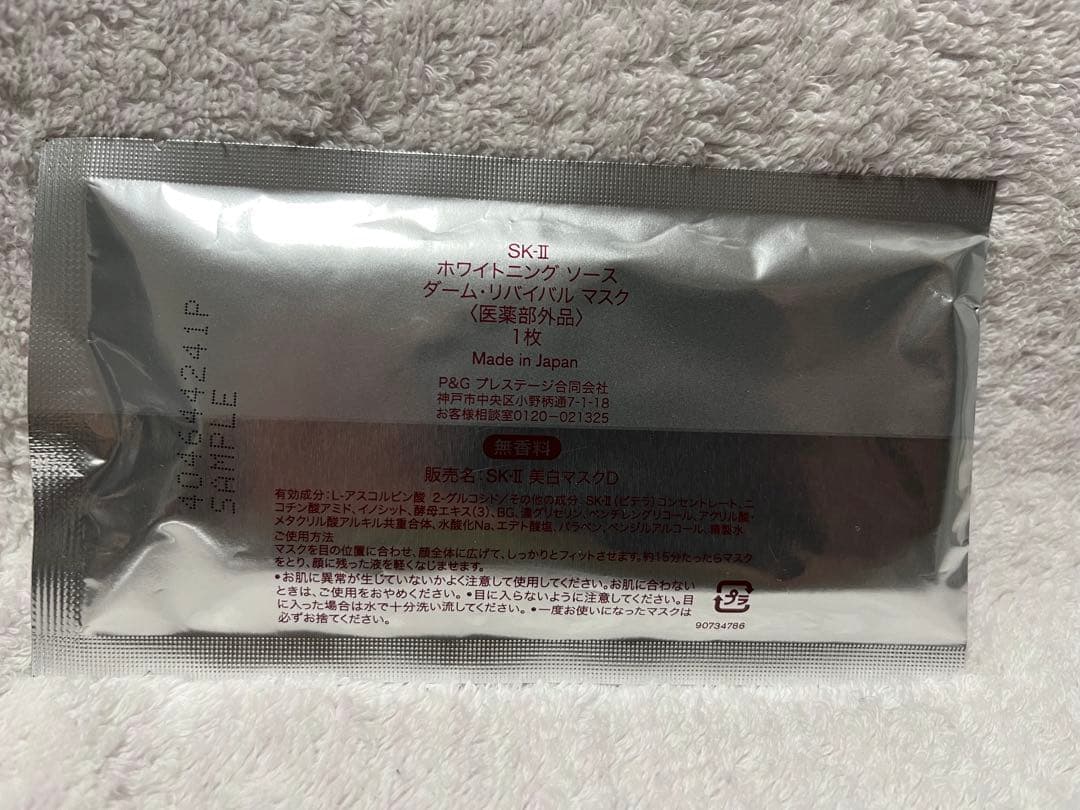 SK-II
ホワイトニング ソース
ダーム・リバイバル マスク
〈医薬部外品〉
1枚
Made in Japan
P&G プレステージ合同会社
神戸市中央区小野柄通7-1-18
お客様相談室0120-021325
無香料
販売名:SK-II 美白マスクD
有効成分:L-アスコルビン酸 2-グルコシド/その他の成分:SK-II(ピテラ)コンセントレート、ニ
コチン酸アミド、イノシット、酵母エキス(3)、BG、濃グリセリン、ペンチレングリコール、アクリル酸・
メタクリル酸アルキル共重合体、水酸化Na、エデト酸塩、パラベン、ベンジルアルコール、精製水
ご使用方法
マスクを目の位置に合わせ、顔全体に広げて、しっかりとフィットさせます。約15分たったらマスク
をとり、顔に残った液を軽くなじませます。
•お肌に異常が生じていないかよく注意して使用してください。お肌に合わない
ときは、ご使用をおやめください。•目に入らないように注意してください。目
に入った場合は水で十分洗い流してください。•一度お使いになったマスクは
必ずお捨てください。
プラ
90734786
40464241P
SAMPLE